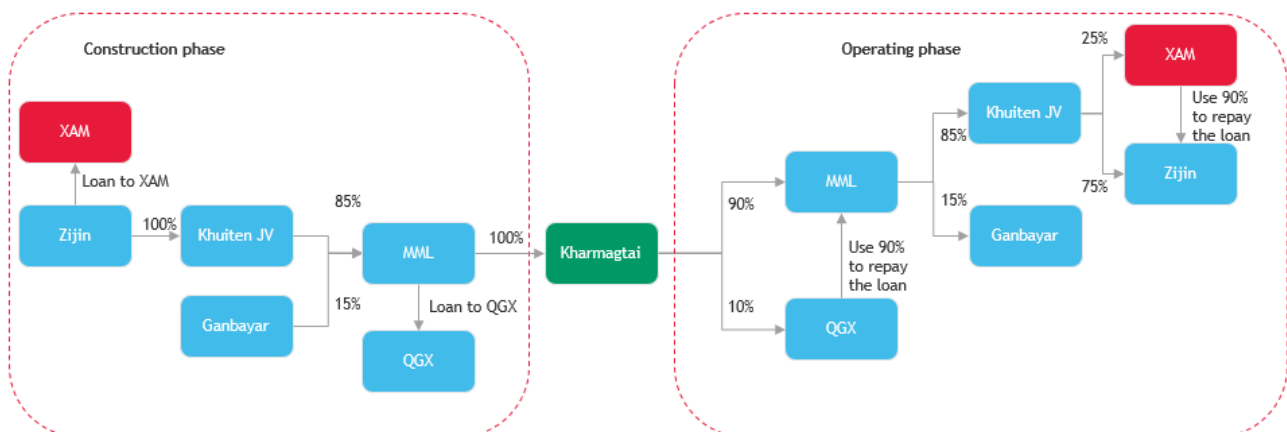 Construction phase
XAM
Loan to XAM
Zijin
100%
Khuiten JV
85%
Ganbayar
15%
MML
100%
Loan to QGX
QGX
Kharmagtai
Operating phase
90%
10%
MML
Use 90%
to repay
the loan
QGX
85%
15%
Khuiten JV
Ganbayar
25%
75%
XAM
Use 90%
to repay
the loan
Zijin